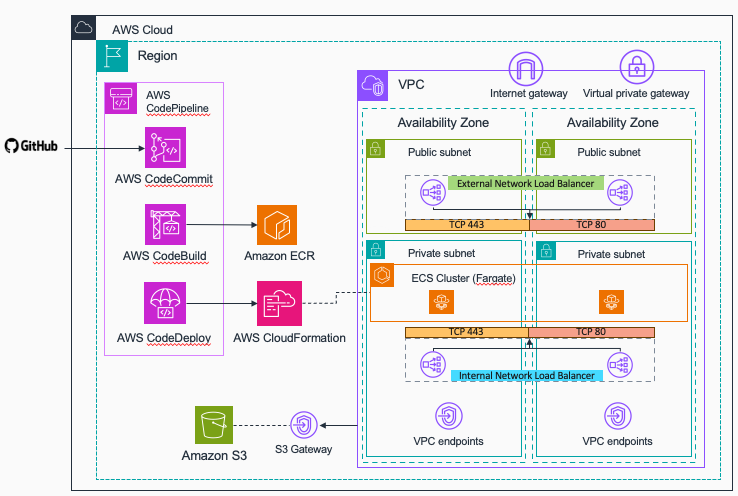 AWS Cloud
Region
VPC
Internet gateway
Virtual private gateway
AWS
CodePipeline
Availability Zone
Availability Zone
GitHub
Public subnet
Public subnet
AWS CodeCommit
External Network Load Balancer
TCP 443
TCP 80
AWS CodeBuild
Amazon ECR
Private subnet
Private subnet
ECS Cluster (Fargate)
AWS CodeDeploy
AWS CloudFormation
TCP 443
TCP 80
Internal Network Load Balancer
VPC endpoints
VPC endpoints
Amazon S3
S3 Gateway